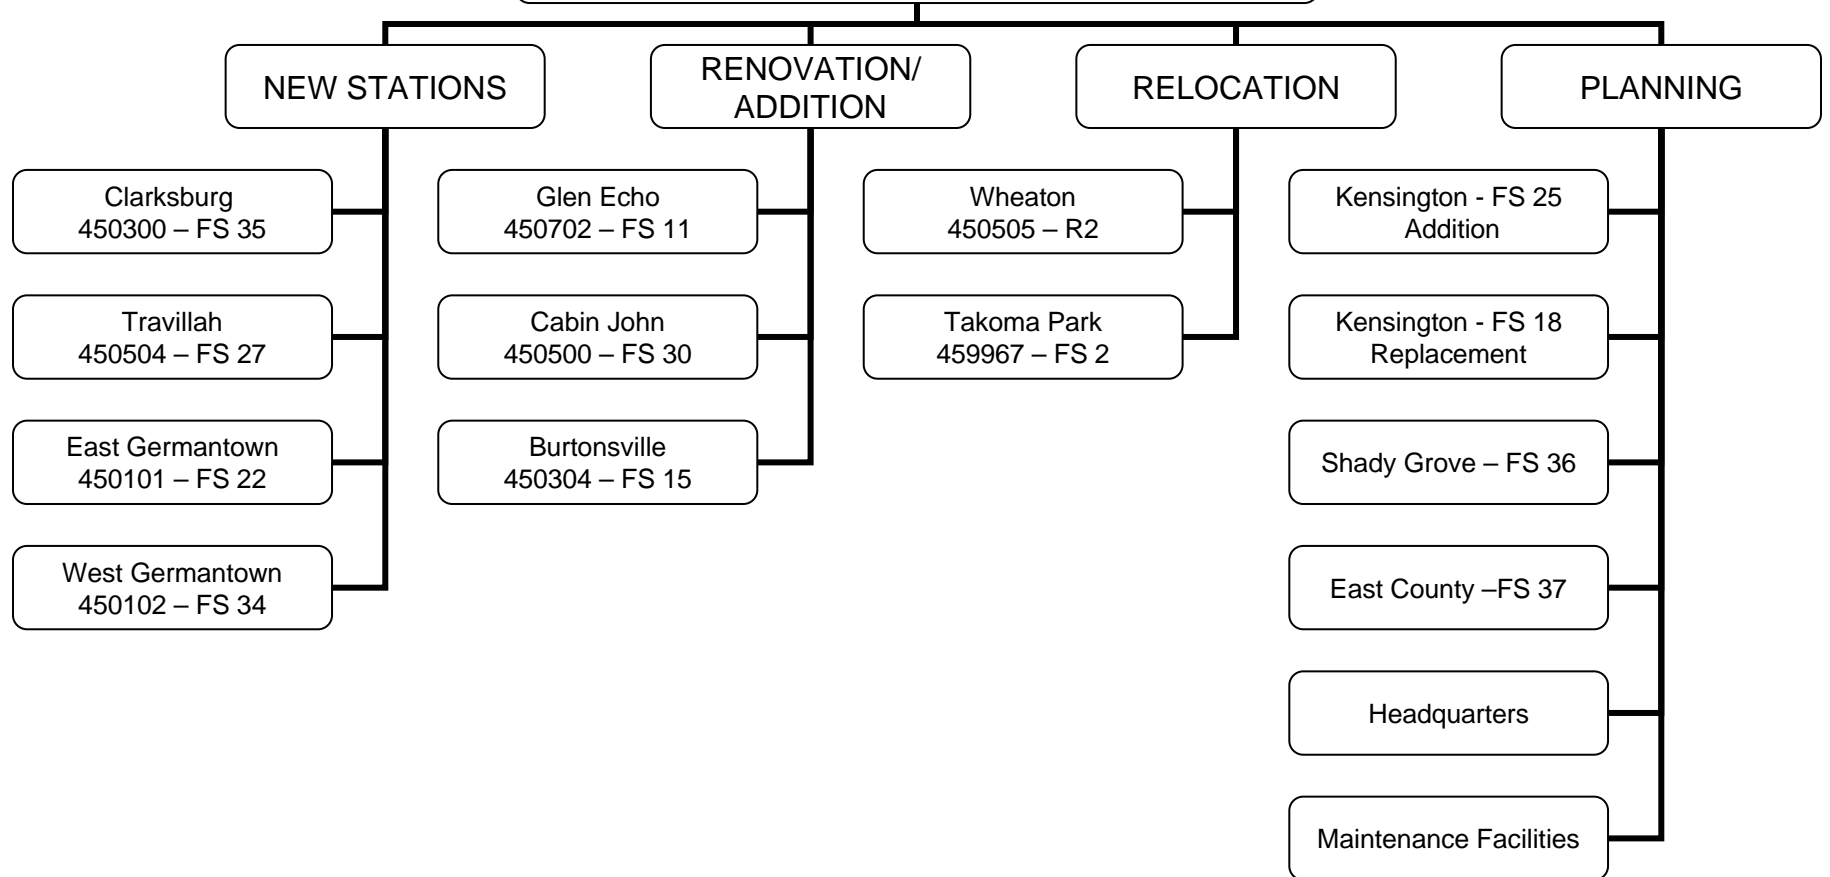 NEW STATIONS
RENOVATION/
ADDITION
RELOCATION
PLANNING
Clarksburg
450300 – FS 35
Travillah
450504 – FS 27
East Germantown
450101 – FS 22
West Germantown
450102 – FS 34
Glen Echo
450702 – FS 11
Cabin John
450500 – FS 30
Burtonsville
450304 – FS 15
Wheaton
450505 – R2
Takoma Park
459967 – FS 2
Kensington - FS 25
Addition
Kensington - FS 18
Replacement
Shady Grove – FS 36
East County –FS 37
Headquarters
Maintenance Facilities